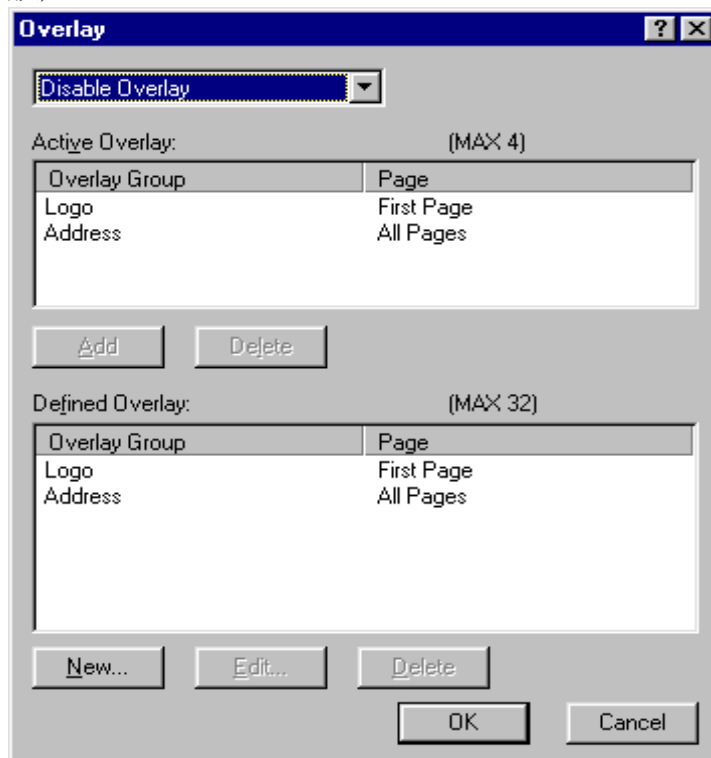 Overlay
Disable Overlay
Active Overlay: (MAX 4)
Overlay Group Page
Logo First Page
Address All Pages
Add Delete
Defined Overlay: (MAX 32)
Overlay Group Page
Logo First Page
Address All Pages
New... Edit... Delete
OK Cancel